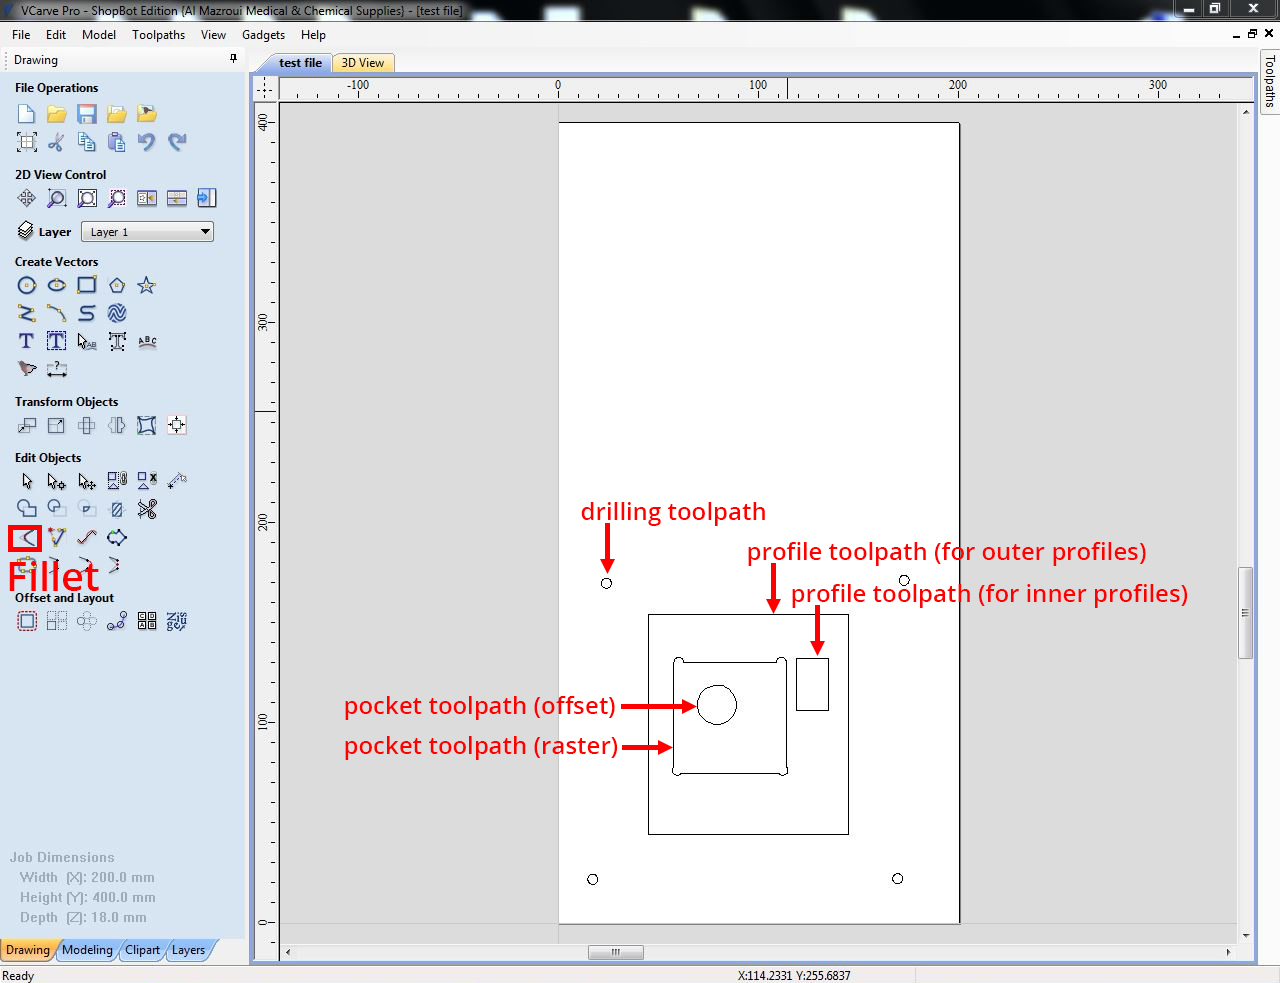 VCarve Pro - ShopBot Edition {Al Mazroui Medical & Chemical Supplies} - [test file]
File Edit Model Toolpaths View Gadgets Help
Drawing
test file
3D View
Toolpaths
-100 0 100 200 300
400
300
200
100
0
File Operations
2D View Control
Layer Layer 1
Create Vectors
Transform Objects
Edit Objects
Fillet
Offset and Layout
drilling toolpath
profile toolpath (for outer profiles)
profile toolpath (for inner profiles)
pocket toolpath (offset)
pocket toolpath (raster)
Job Dimensions
Width (X): 200.0 mm
Height (Y): 400.0 mm
Depth (Z): 18.0 mm
Drawing Modeling Clipart Layers
Ready
X:114.2331 Y:255.6837